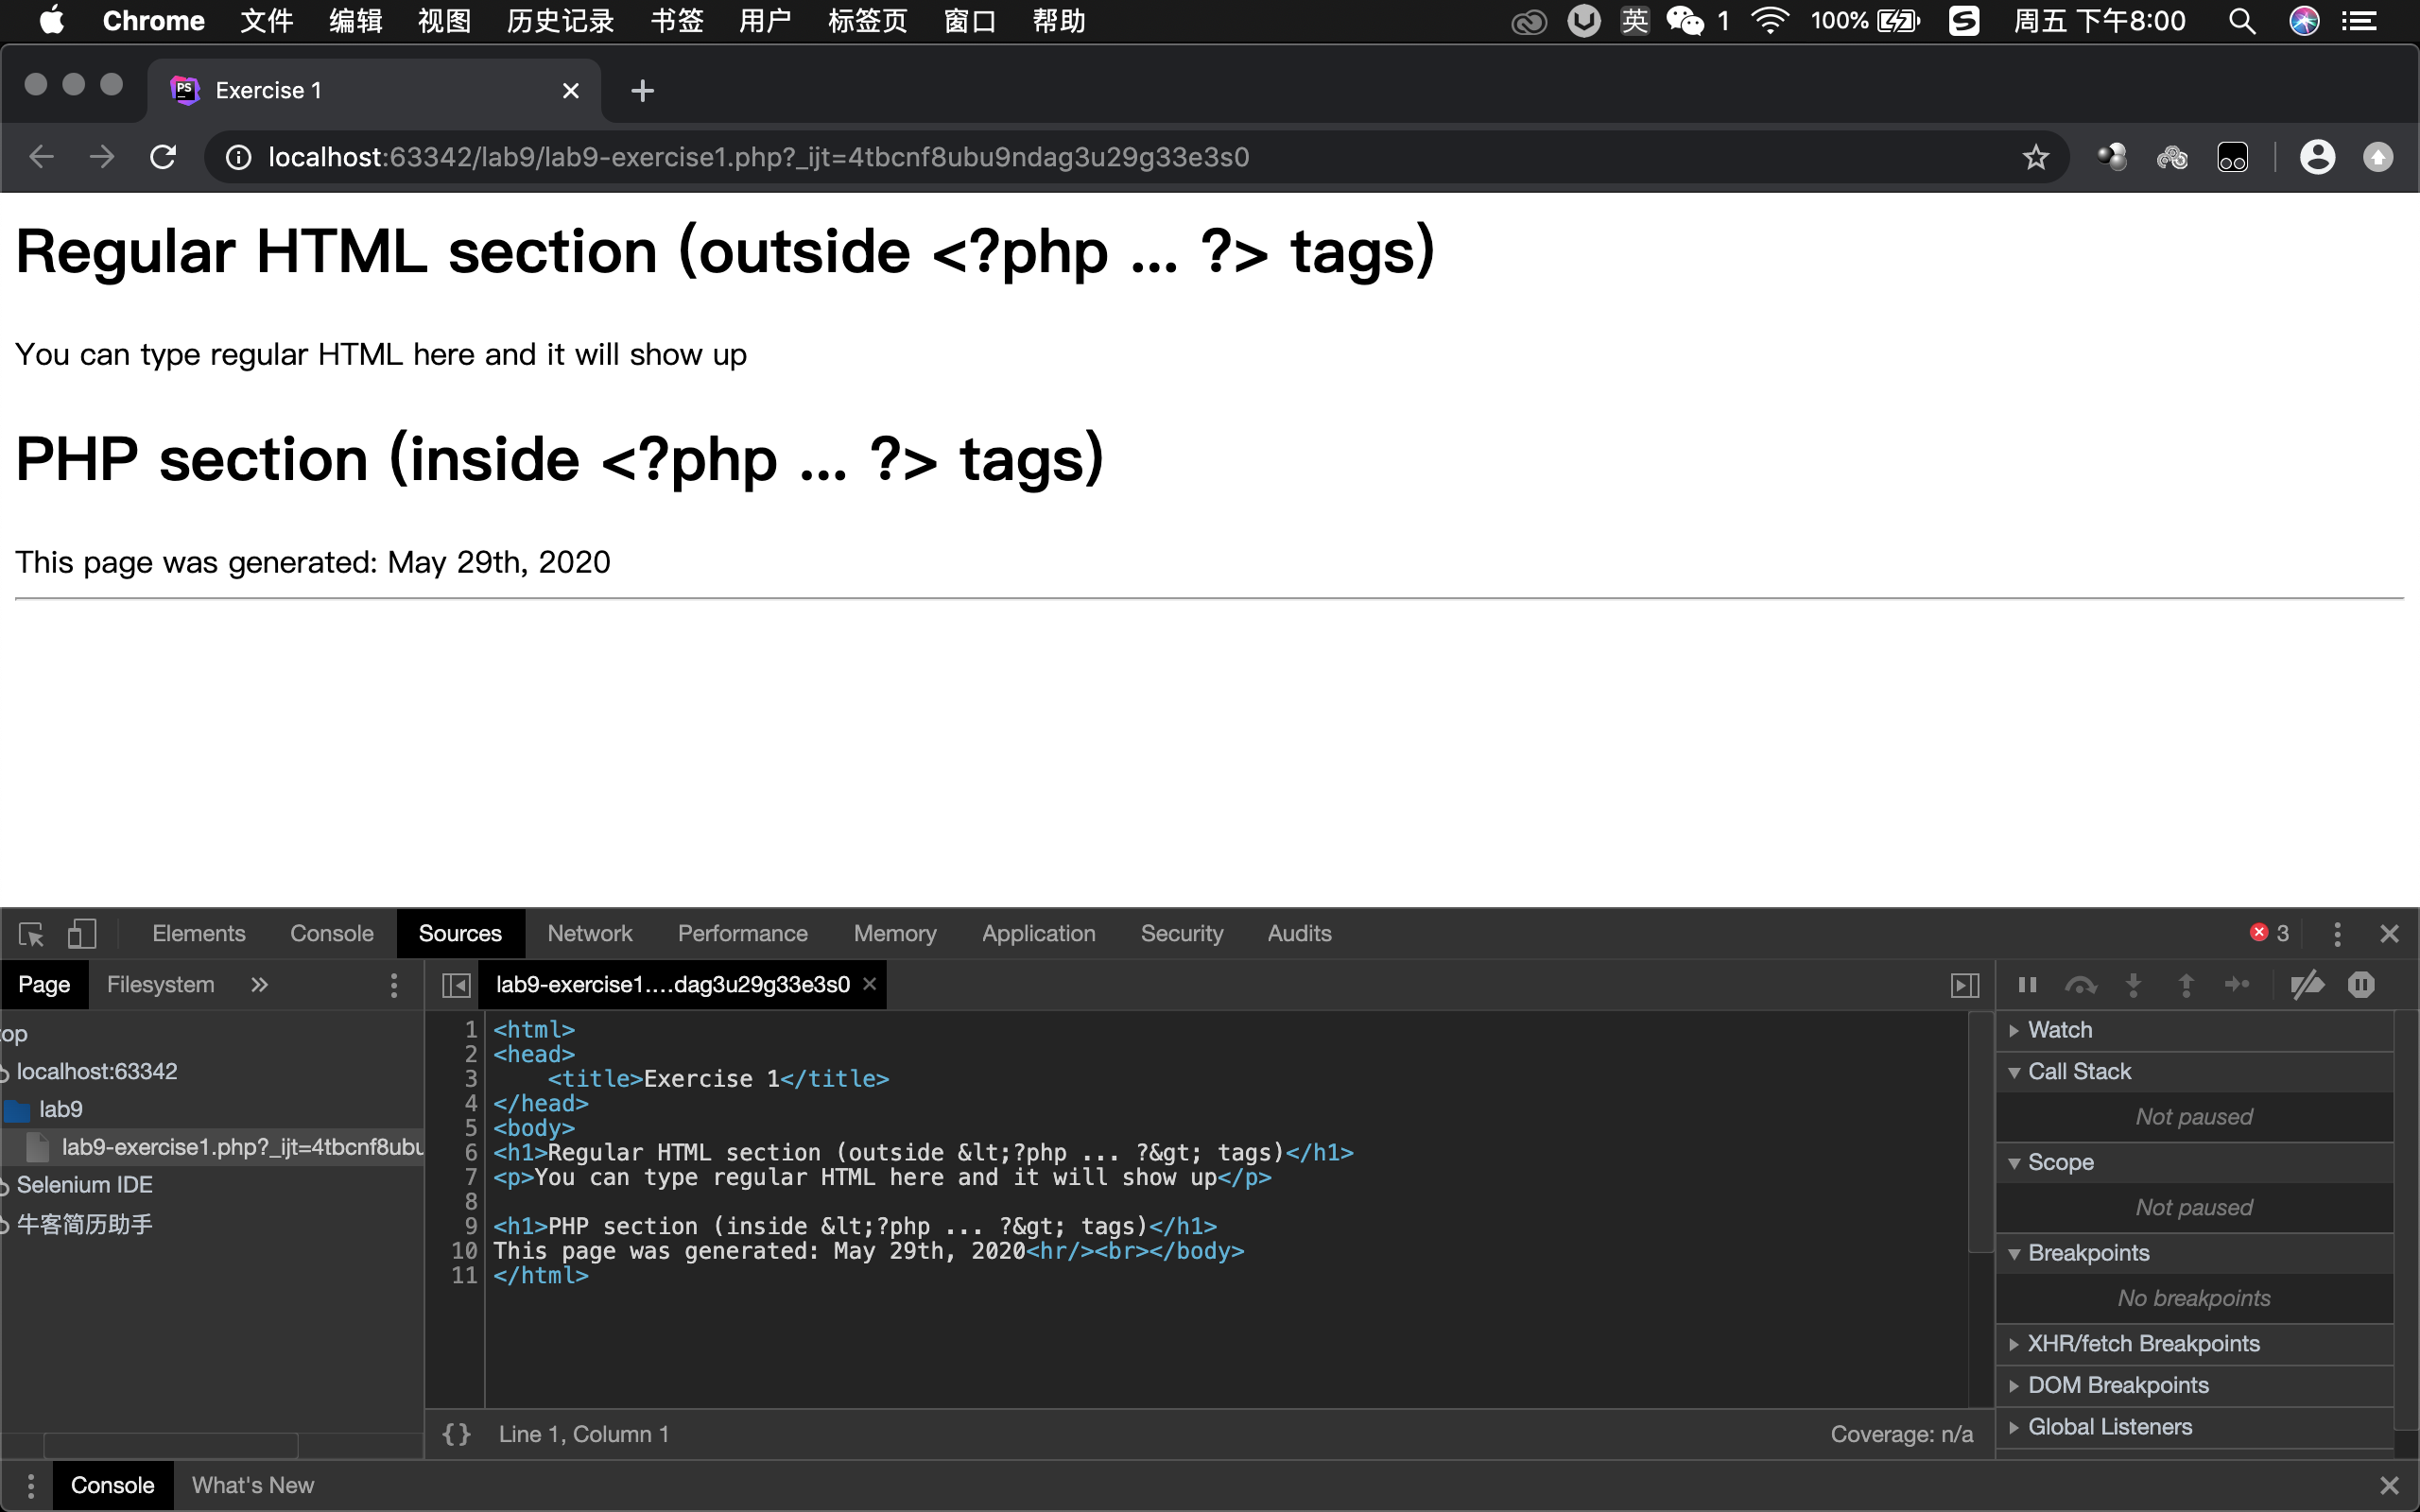 Chrome 文件 编辑 视图 历史记录 书签 用户 标签页 窗口 帮助 英 1 100% 周五 下午8:00
PS Exercise 1
localhost:63342/lab9/lab9-exercise1.php?_ijt=4tbcnf8ubu9ndag3u29g33e3s0
Regular HTML section (outside <?php ... ?> tags)
You can type regular HTML here and it will show up
PHP section (inside <?php ... ?> tags)
This page was generated: May 29th, 2020
Elements Console Sources Network Performance Memory Application Security Audits 3
Page Filesystem »
lab9-exercise1....dag3u29g33e3s0
op
localhost:63342
lab9
lab9-exercise1.php?_ijt=4tbcnf8ubu
Selenium IDE
牛客简历助手
1 <html>
2 <head>
3 <title>Exercise 1</title>
4 </head>
5 <body>
6 <h1>Regular HTML section (outside &lt;?php ... ?&gt; tags)</h1>
7 <p>You can type regular HTML here and it will show up</p>
8
9 <h1>PHP section (inside &lt;?php ... ?&gt; tags)</h1>
10 This page was generated: May 29th, 2020<hr/><br></body>
11 </html>
{} Line 1, Column 1 Coverage: n/a
Watch
Call Stack
Not paused
Scope
Not paused
Breakpoints
No breakpoints
XHR/fetch Breakpoints
DOM Breakpoints
Global Listeners
Console What's New